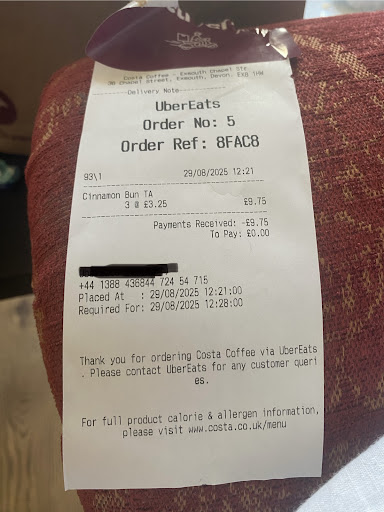 Costa Coffee - Exmouth Chapel Ste
30 Chapel Street, Exmouth, Devon, EX8 1HW
Delivery Note
UberEats
Order No: 5
Order Ref: 8FAC8
93\1 29/08/2025 12:21
Cinnamon Bun TA
3 @ £3.25 £9.75
Payments Received: -£9.75
To Pay: £0.00
+44 1388 436844 724 54 715
Placed At : 29/08/2025 12:21:00
Required For: 29/08/2025 12:28:00
Thank you for ordering Costa Coffee via UberEats
. Please contact UberEats for any customer queri
es.
For full product calorie & allergen information,
please visit www.costa.co.uk/menu